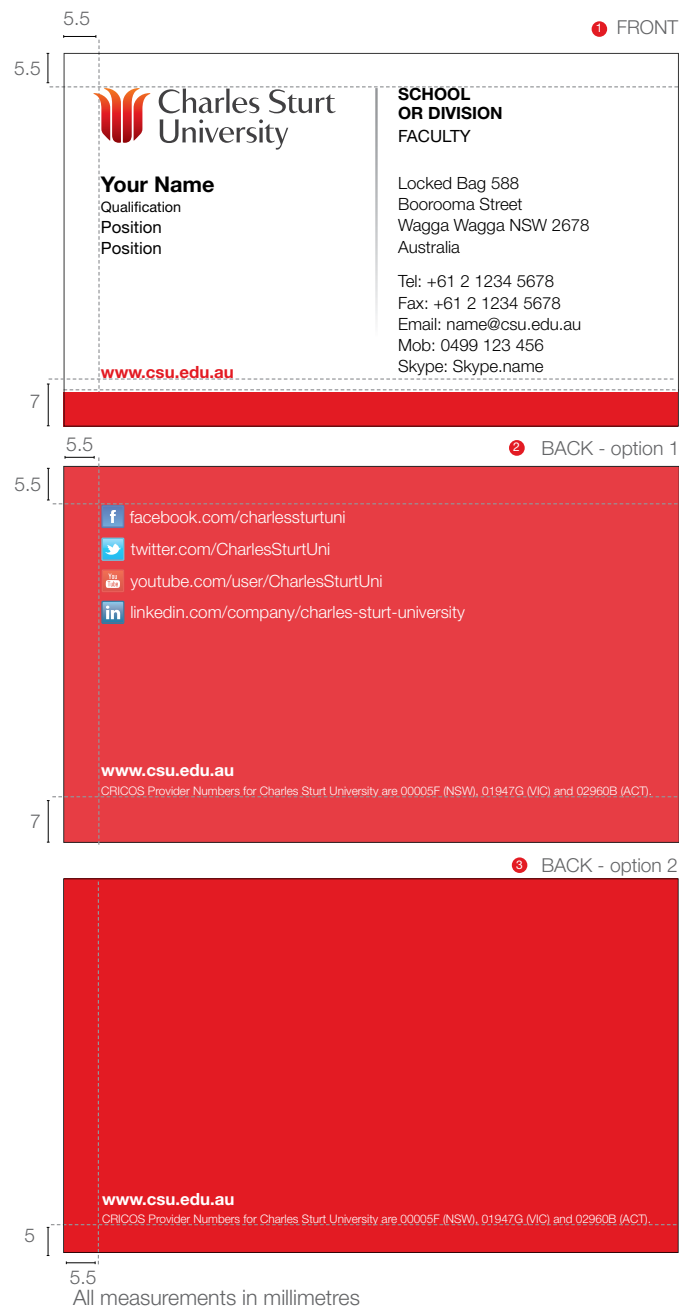 5.5
1 FRONT
5.5
Charles Sturt
University
SCHOOL
OR DIVISION
FACULTY
Your Name
Qualification
Position
Position
Locked Bag 588
Boorooma Street
Wagga Wagga NSW 2678
Australia
Tel: +61 2 1234 5678
Fax: +61 2 1234 5678
Email: name@csu.edu.au
Mob: 0499 123 456
Skype: Skype.name
www.csu.edu.au
7
5.5
2 BACK - option 1
5.5
f facebook.com/charlessturtuni
twitter.com/CharlesSturtUni
You Tube youtube.com/user/CharlesSturtUni
in linkedin.com/company/charles-sturt-university
www.csu.edu.au
CRICOS Provider Numbers for Charles Sturt University are 00005F (NSW), 01947G (VIC) and 02960B (ACT).
7
3 BACK - option 2
www.csu.edu.au
CRICOS Provider Numbers for Charles Sturt University are 00005F (NSW), 01947G (VIC) and 02960B (ACT).
5
5.5
All measurements in millimetres